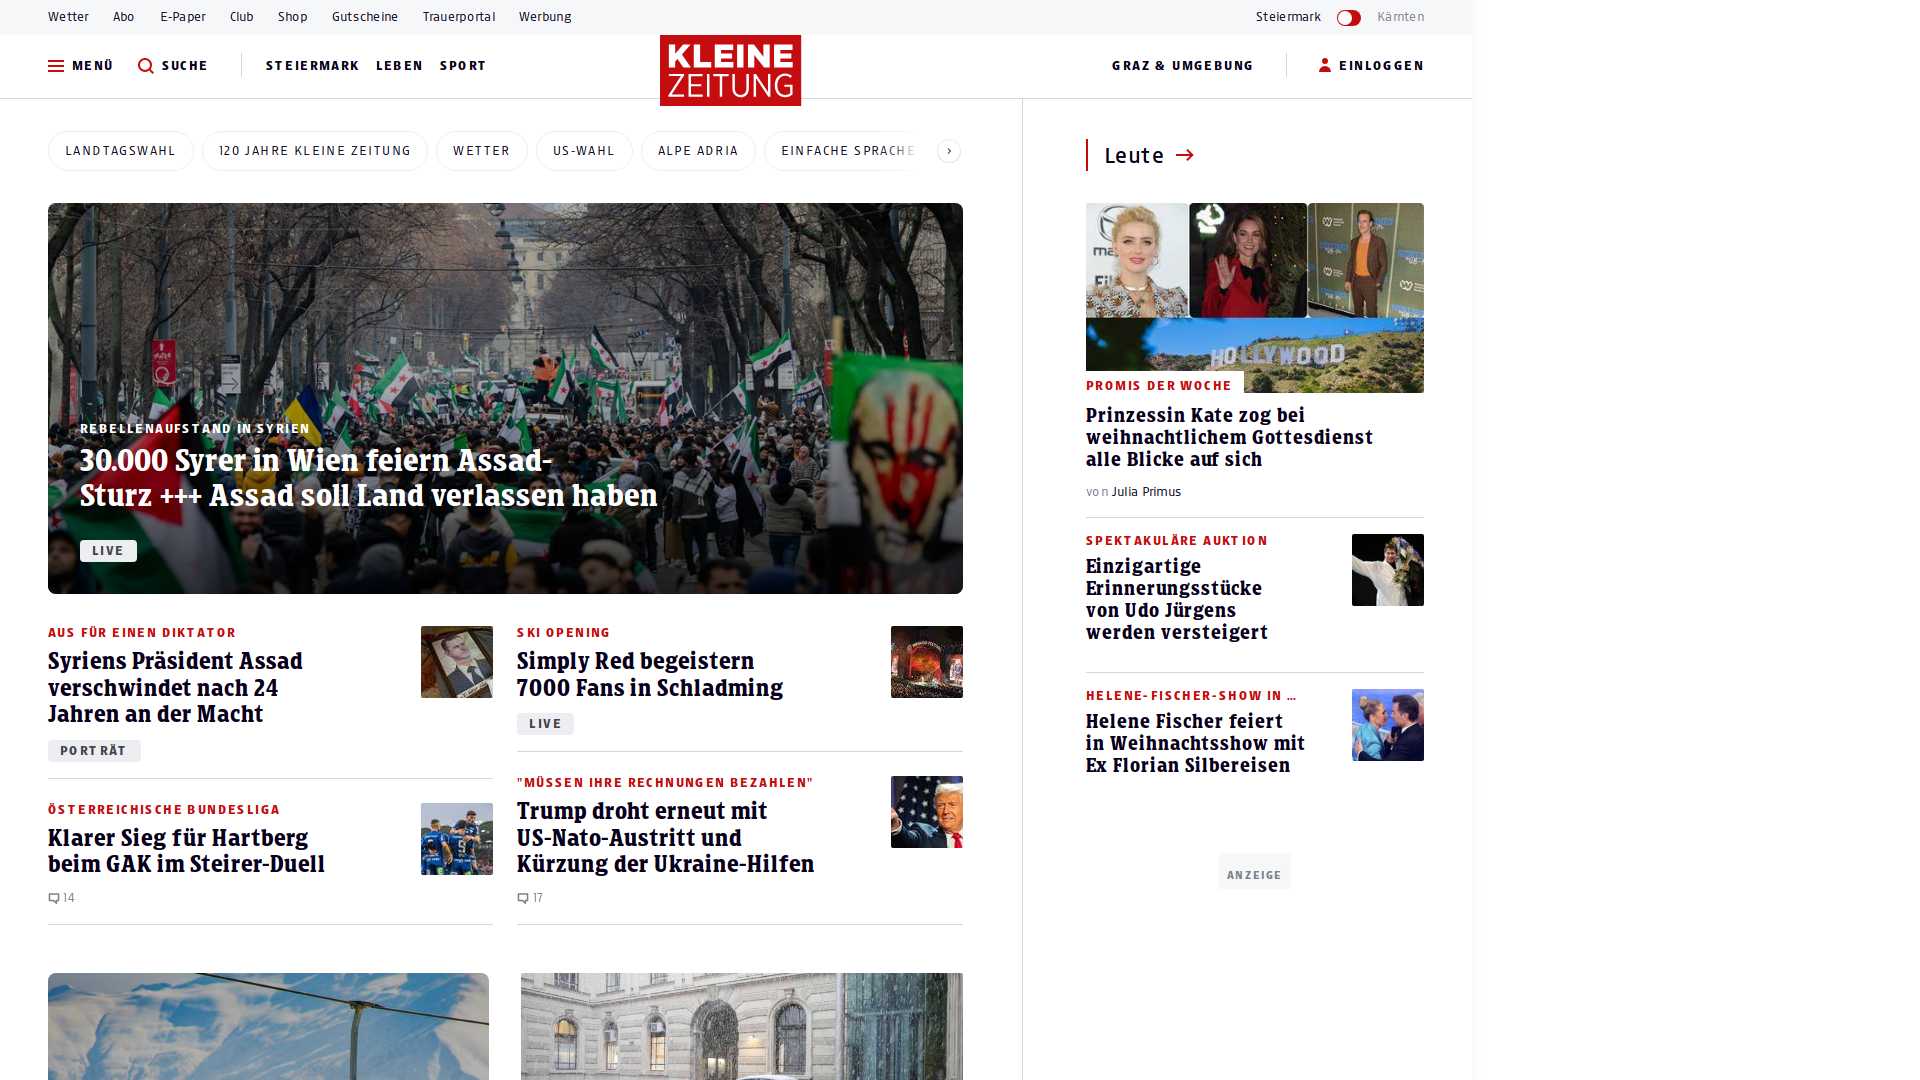 Wetter Abo E-Paper Club Shop Gutscheine Trauerportal Werbung Steiermark Kärnten
MENÜ SUCHE STEIERMARK LEBEN SPORT KLEINE ZEITUNG GRAZ & UMGEBUNG EINLOGGEN
LANDTAGSWAHL 120 JAHRE KLEINE ZEITUNG WETTER US-WAHL ALPE ADRIA EINFACHE SPRACHE
REBELLENAUFSTAND IN SYRIEN
30.000 Syrer in Wien feiern Assad-
Sturz +++ Assad soll Land verlassen haben
LIVE
AUS FÜR EINEN DIKTATOR
Syriens Präsident Assad
verschwindet nach 24
Jahren an der Macht
PORTRÄT
ÖSTERREICHISCHE BUNDESLIGA
Klarer Sieg für Hartberg
beim GAK im Steirer-Duell
14
SKI OPENING
Simply Red begeistern
7000 Fans in Schladming
LIVE
"MÜSSEN IHRE RECHNUNGEN BEZAHLEN"
Trump droht erneut mit
US-Nato-Austritt und
Kürzung der Ukraine-Hilfen
17
Leute
HOLLYWOOD
PROMIS DER WOCHE
Prinzessin Kate zog bei
weihnachtlichem Gottesdienst
alle Blicke auf sich
von Julia Primus
SPEKTAKULÄRE AUKTION
Einzigartige
Erinnerungsstücke
von Udo Jürgens
werden versteigert
HELENE-FISCHER-SHOW IN ...
Helene Fischer feiert
in Weihnachtsshow mit
Ex Florian Silbereisen
ANZEIGE